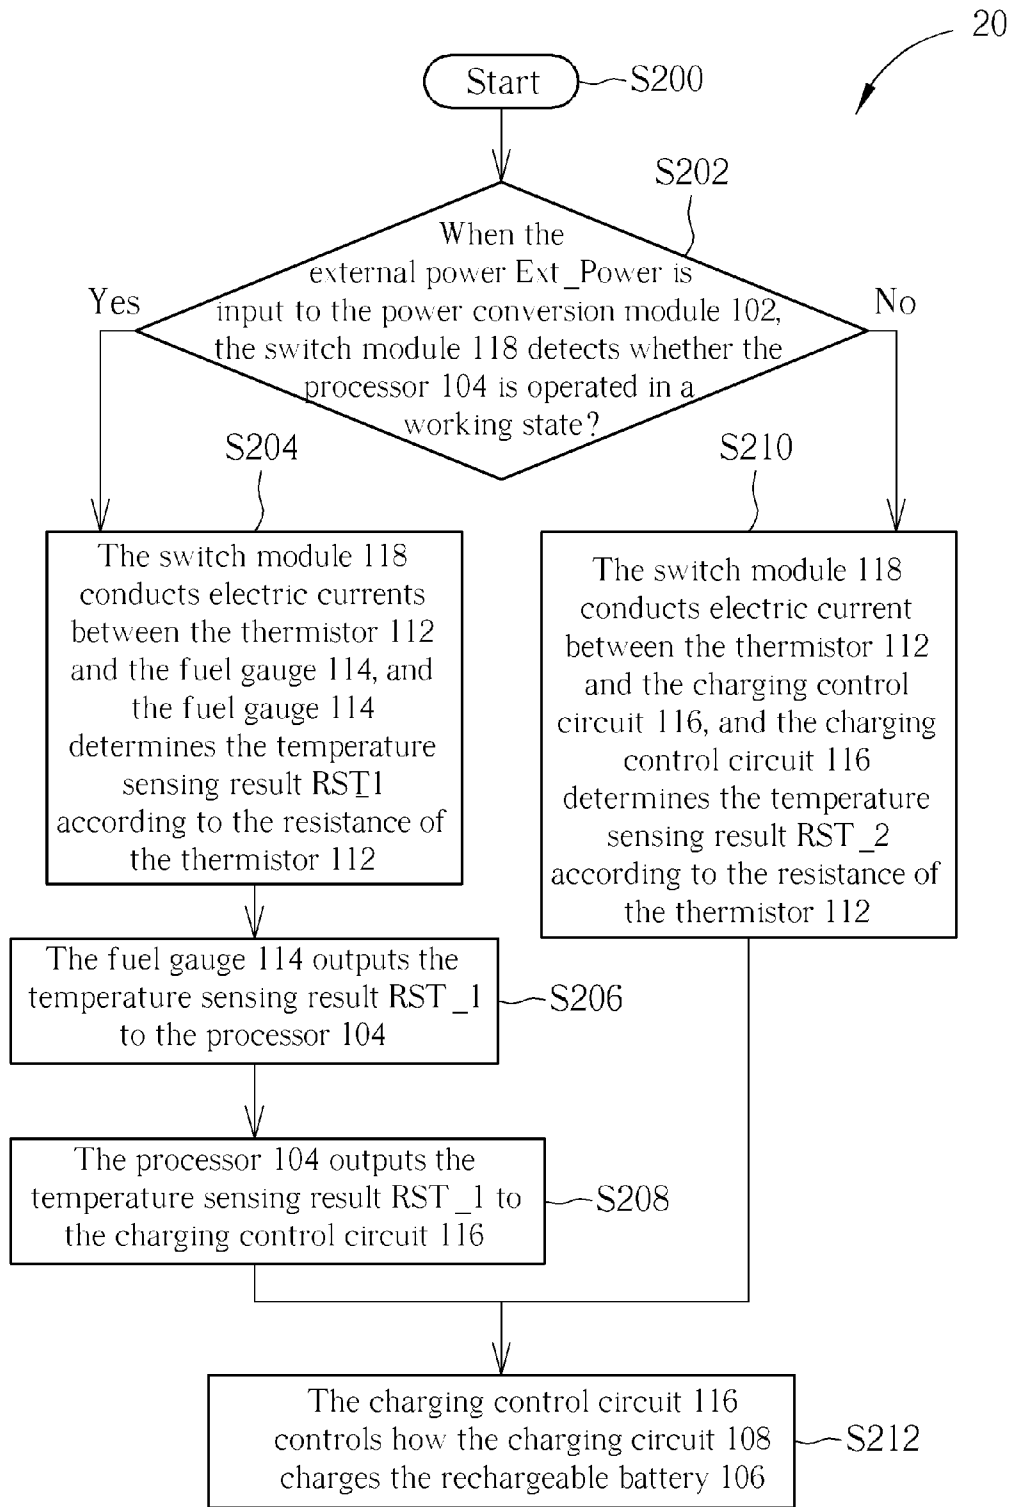 20
Start
S200
S202
When the
external power Ext_Power is
input to the power conversion module 102,
the switch module 118 detects whether the
processor 104 is operated in a
working state?
Yes
No
S204
The switch module 118
conducts electric currents
between the thermistor 112
and the fuel gauge 114, and
the fuel gauge 114
determines the temperature
sensing result RST_1
according to the resistance of
the thermistor 112
S210
The switch module 118
conducts electric current
between the thermistor 112
and the charging control
circuit 116, and the charging
control circuit 116
determines the temperature
sensing result RST_2
according to the resistance of
the thermistor 112
The fuel gauge 114 outputs the
temperature sensing result RST_1
to the processor 104
S206
The processor 104 outputs the
temperature sensing result RST_1 to
the charging control circuit 116
S208
The charging control circuit 116
controls how the charging circuit 108
charges the rechargeable battery 106
S212